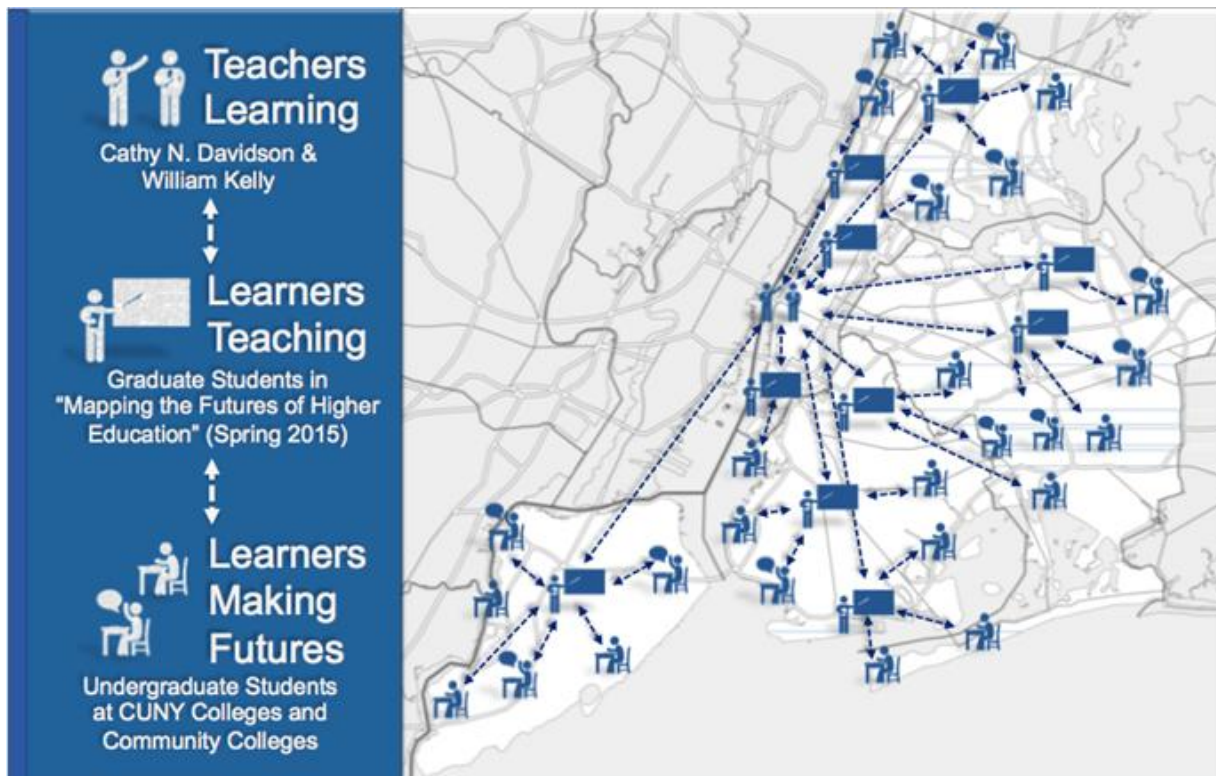 Teachers
Learning
Cathy N. Davidson &
William Kelly
Learners
Teaching
Graduate Students in
"Mapping the Futures of Higher
Education" (Spring 2015)
Learners
Making
Futures
Undergraduate Students
at CUNY Colleges and
Community Colleges